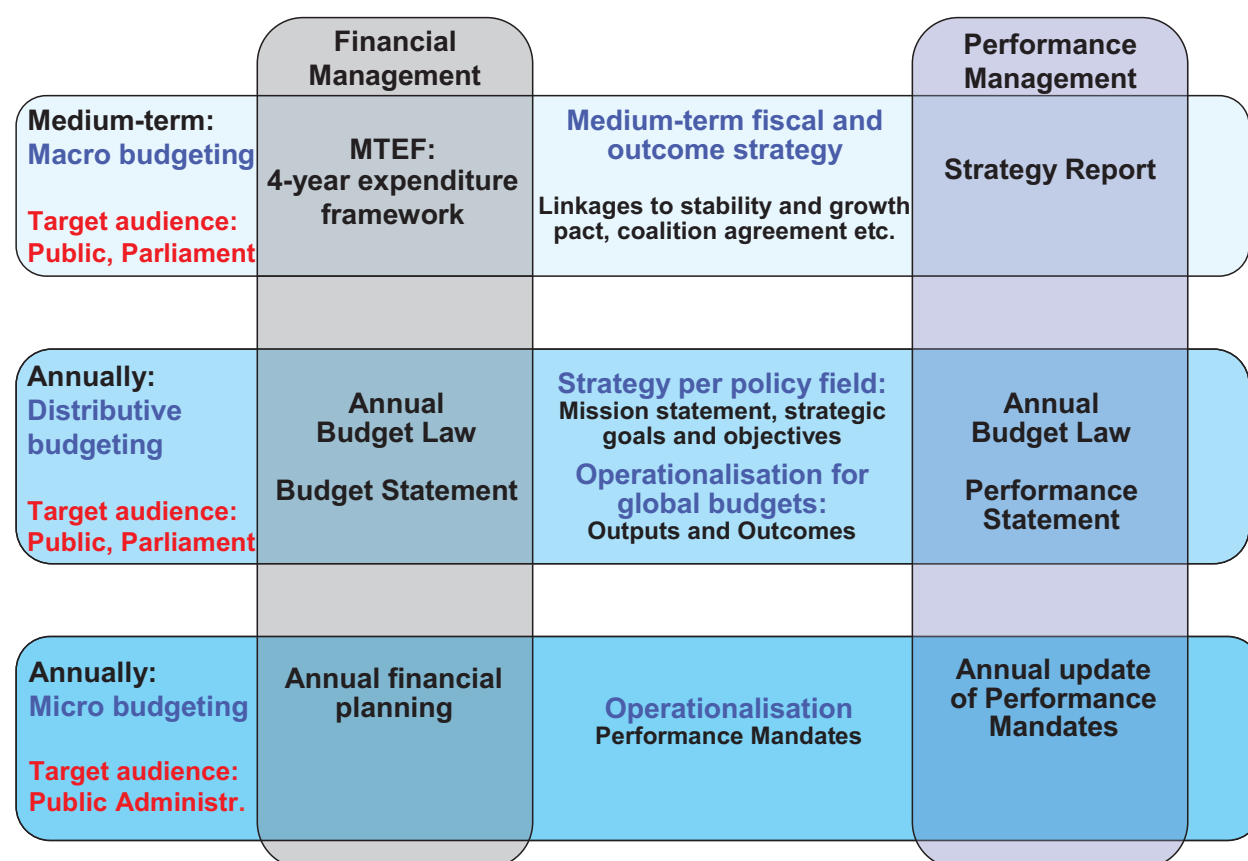 Financial
Management
Performance
Management
Medium-term:
Macro budgeting
Target audience:
Public, Parliament
MTEF:
4-year expenditure
framework
Medium-term fiscal and
outcome strategy
Linkages to stability and growth
pact, coalition agreement etc.
Strategy Report
Annually:
Distributive
budgeting
Target audience:
Public, Parliament
Annual
Budget Law
Budget Statement
Strategy per policy field:
Mission statement, strategic
goals and objectives
Operationalisation for
global budgets:
Outputs and Outcomes
Annual
Budget Law
Performance
Statement
Annually:
Micro budgeting
Target audience:
Public Administr.
Annual financial
planning
Operationalisation
Performance Mandates
Annual update
of Performance
Mandates